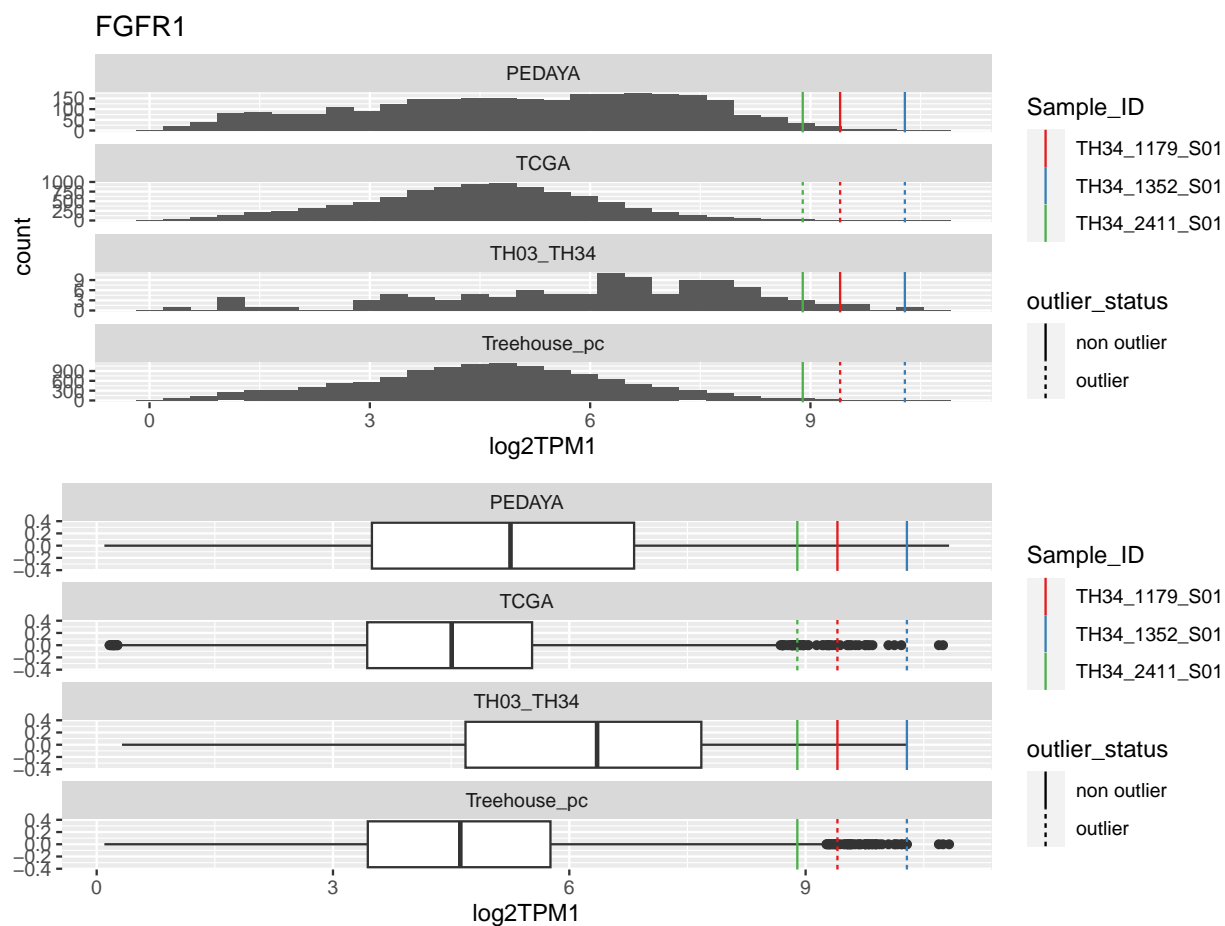 FGFR1
PEDAYA
150
100
50
0
TCGA
1000
750
500
250
0
TH03_TH34
9
6
3
0
Treehouse_pc
900
600
300
0
count
0 3 6 9
log2TPM1
Sample_ID
TH34_1179_S01
TH34_1352_S01
TH34_2411_S01
outlier_status
non outlier
outlier
PEDAYA
0.4
0.2
0.0
−0.2
−0.4
TCGA
0.4
0.2
0.0
−0.2
−0.4
TH03_TH34
0.4
0.2
0.0
−0.2
−0.4
Treehouse_pc
0.4
0.2
0.0
−0.2
−0.4
0 3 6 9
log2TPM1
Sample_ID
TH34_1179_S01
TH34_1352_S01
TH34_2411_S01
outlier_status
non outlier
outlier